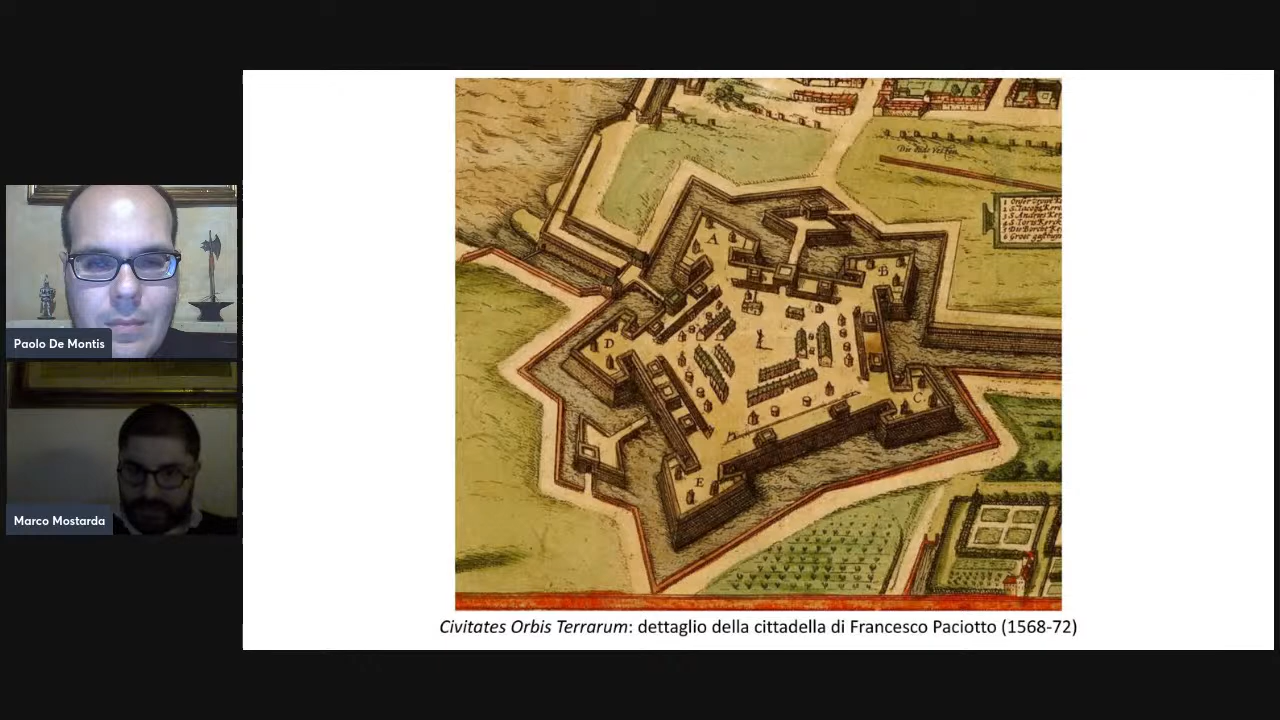 Paolo De Montis
Marco Mostarda
A
B
D
C
E
Civitates Orbis Terrarum: dettaglio della cittadella di Francesco Paciotto (1568-72)